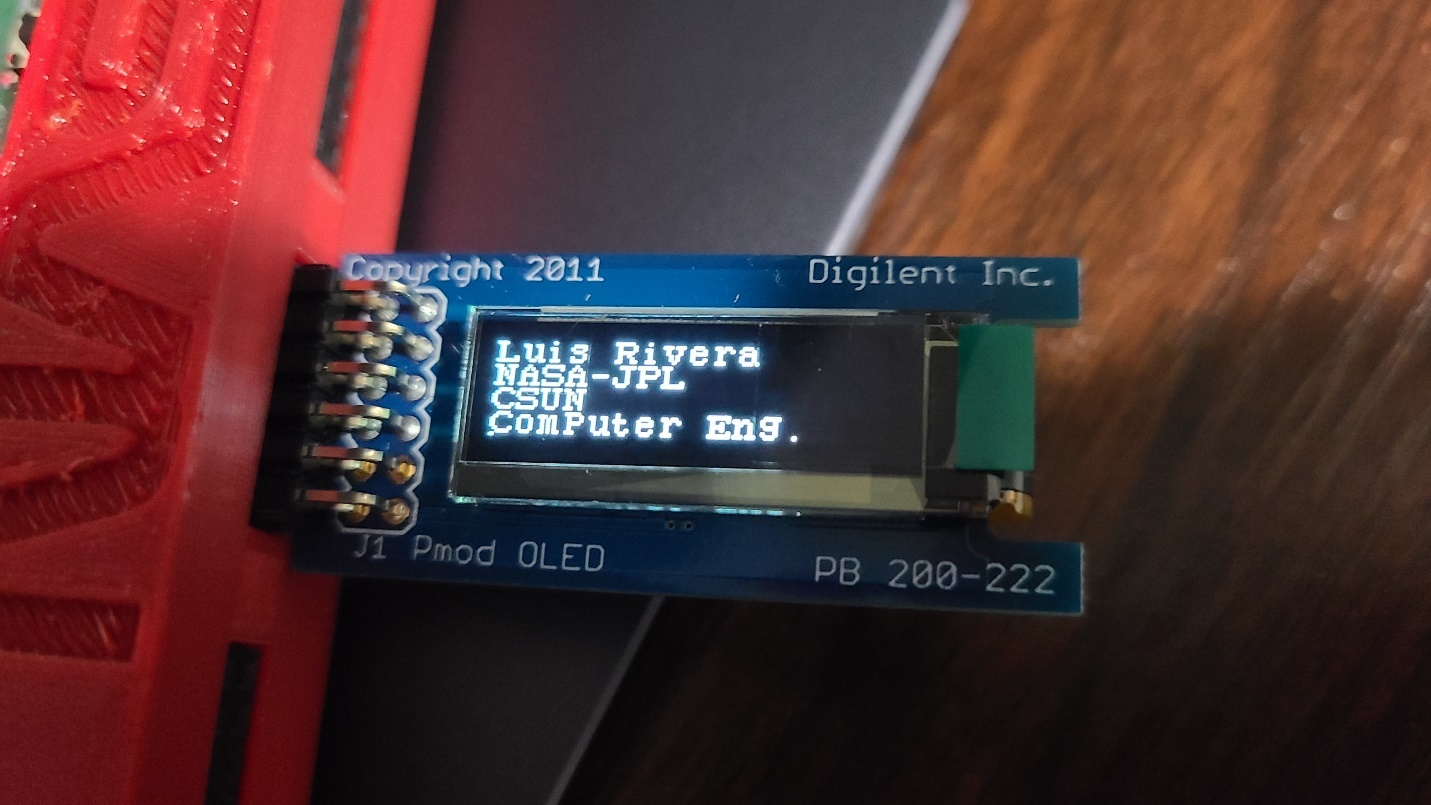 Copyright 2011 Digilent Inc.
Luis Rivera
NASA-JPL
CSUN
ComPuter Eng.
J1 Pmod OLED PB 200-222